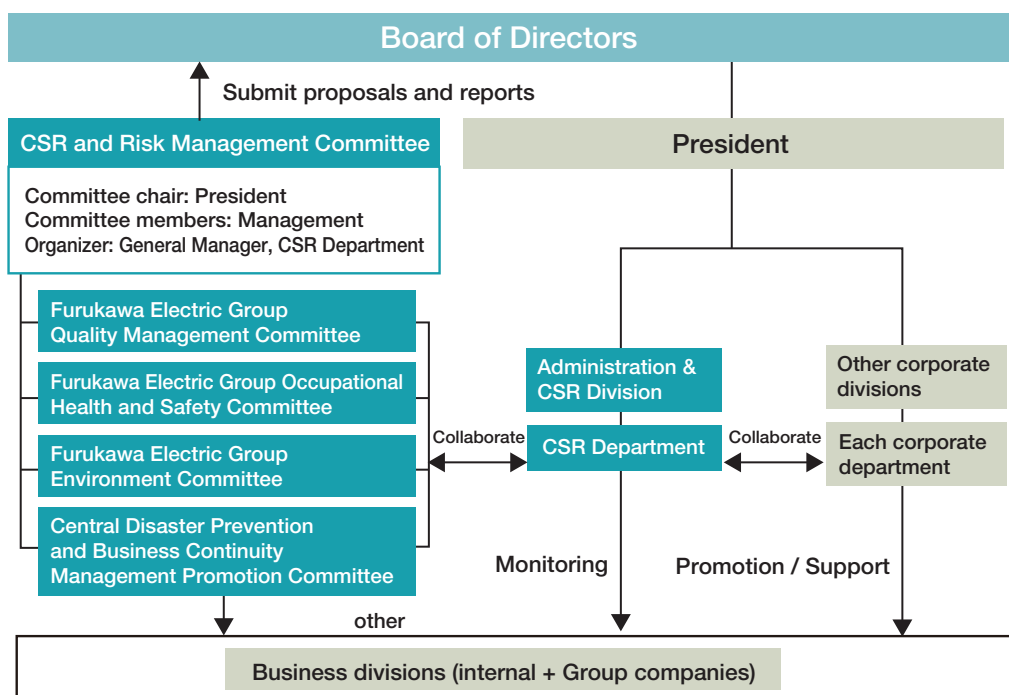 Board of Directors
Submit proposals and reports
CSR and Risk Management Committee
President
Committee chair: President
Committee members: Management
Organizer: General Manager, CSR Department
Furukawa Electric Group
Quality Management Committee
Furukawa Electric Group Occupational
Health and Safety Committee
Furukawa Electric Group
Environment Committee
Central Disaster Prevention
and Business Continuity
Management Promotion Committee
Collaborate
Administration &
CSR Division
CSR Department
Collaborate
Other corporate
divisions
Each corporate
department
Monitoring
Promotion / Support
other
Business divisions (internal + Group companies)